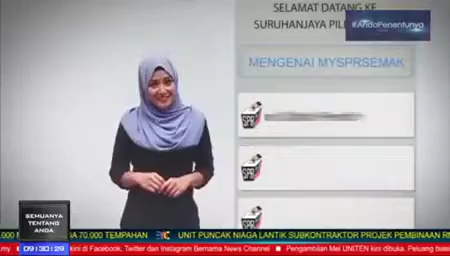 SELAMAT DATANG KE
SURUHANJAYA PILI
#AndaPenentunya
MENGENAI MYSPRSEMAK
SPR
SPR
SEMUANYA
TENTANG
ANDA
09:30:29
A 70,000 TEMPAHAN
UNIT PUNCAK NIAGA LANTIK SUBKONTRAKTOR PROJEK PEMBINAAN
my
Kini di Facebook, Twitter dan Instagram Bernama News Channel
Pengambilan Mei UNITEN kini dibuka. Peluang